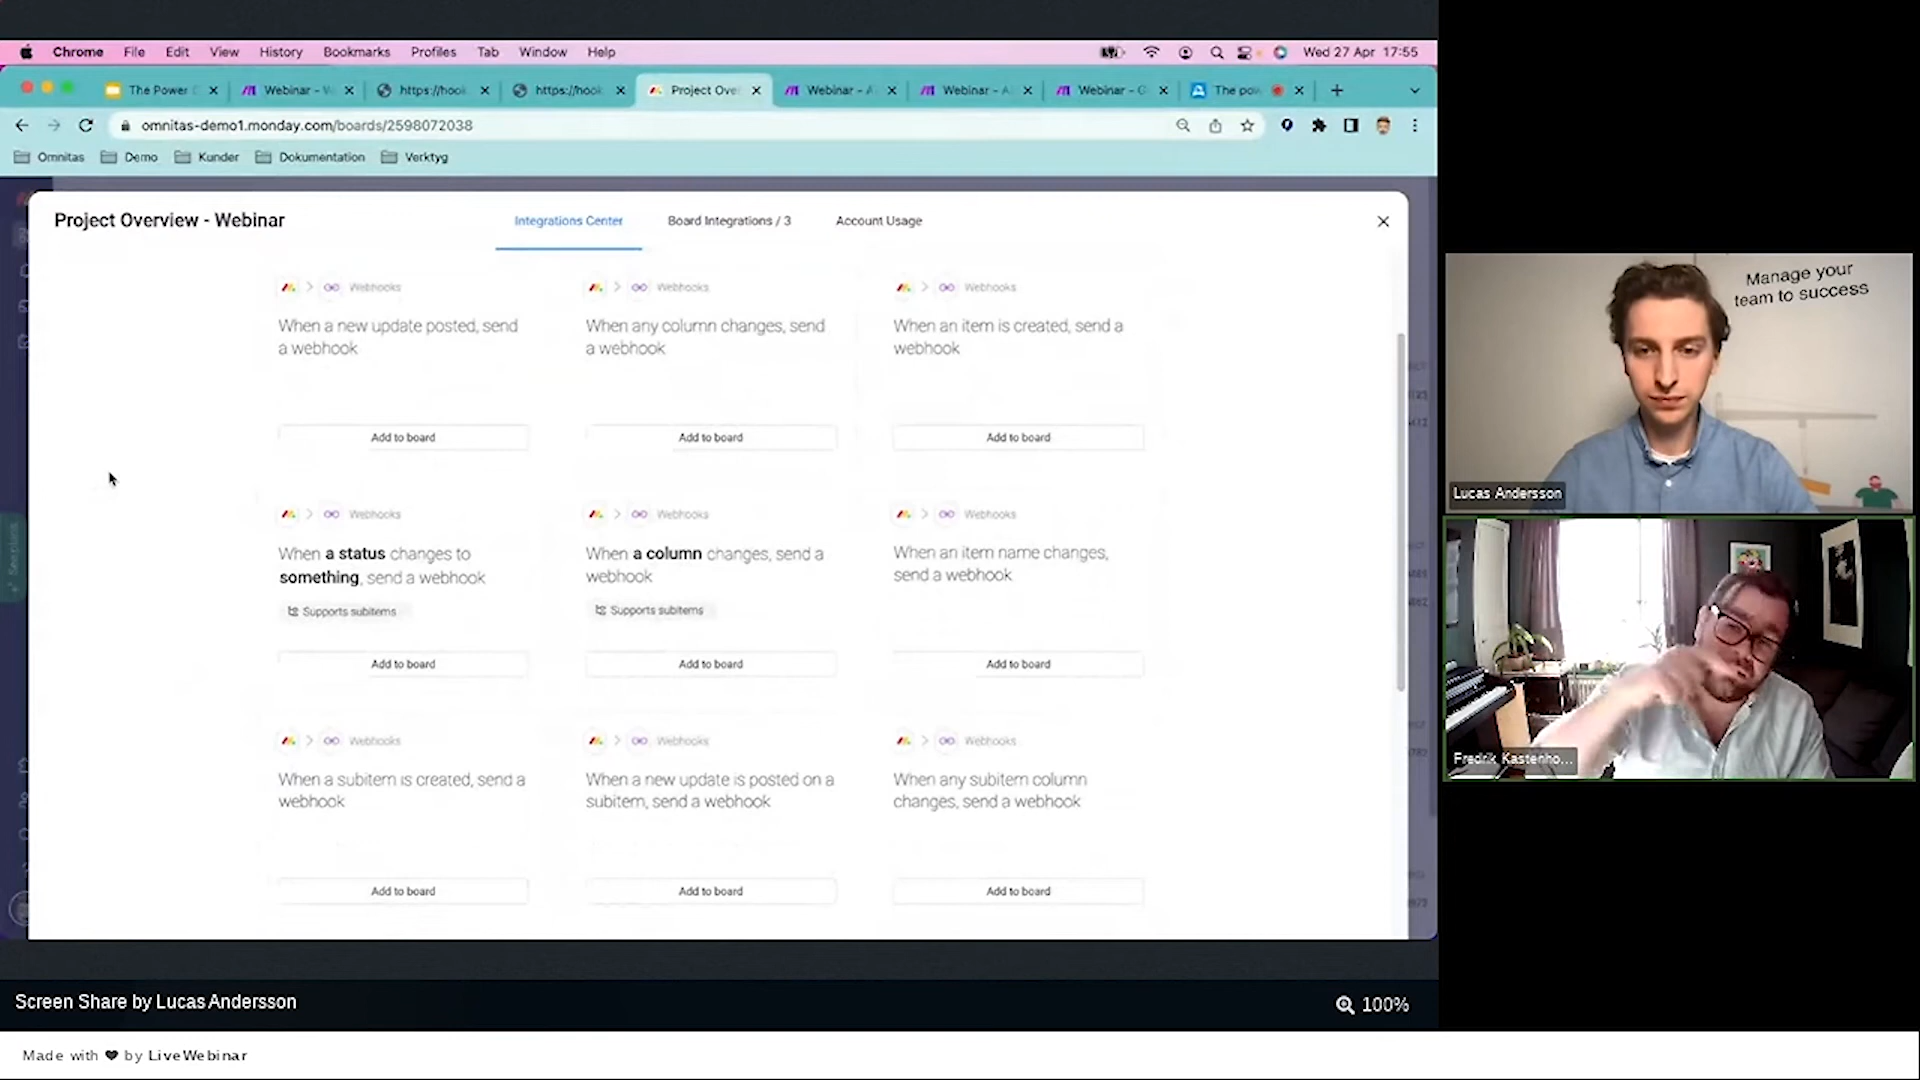 Chrome File Edit View History Bookmarks Profiles Tab Window Help
Wed 27 Apr 17:55
The Power
Webinar -
https://hook
https://hook
Project Over
Webinar - A
Webinar - A
Webinar - G
The pow
omnitas-demo1.monday.com/boards/2598072038
Omnitas Demo Kunder Dokumentation Verktyg
Project Overview - Webinar
Integrations Center
Board Integrations / 3
Account Usage
Webhooks
When a new update posted, send
a webhook
Add to board
Webhooks
When any column changes, send
a webhook
Add to board
Webhooks
When an item is created, send a
webhook
Add to board
Webhooks
When a status changes to
something, send a webhook
Supports subitems
Add to board
Webhooks
When a column changes, send a
webhook
Supports subitems
Add to board
Webhooks
When an item name changes,
send a webhook
Add to board
Webhooks
When a subitem is created, send a
webhook
Add to board
Webhooks
When a new update is posted on a
subitem, send a webhook
Add to board
Webhooks
When any subitem column
changes, send a webhook
Add to board
Manage your
team to success
Lucas Andersson
Fredrik Kastenho...
Screen Share by Lucas Andersson
100%
Made with ❤ by LiveWebinar